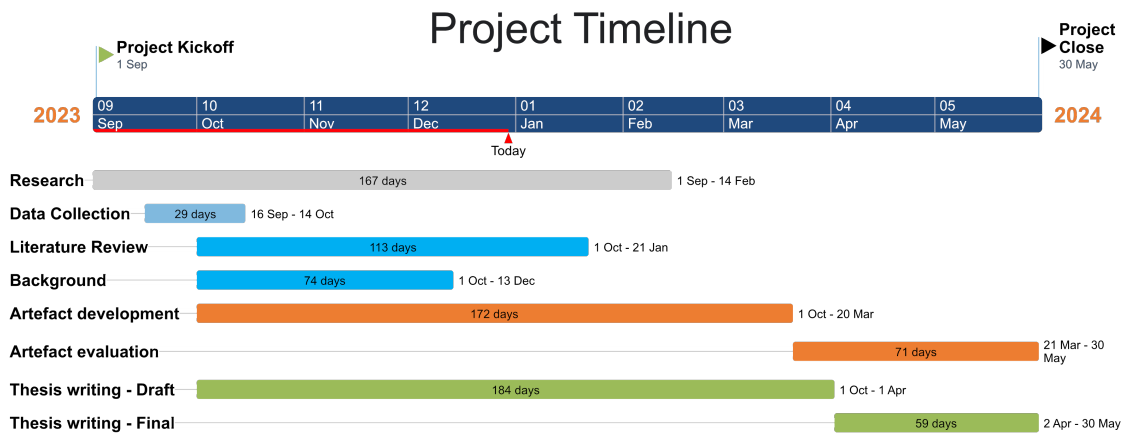 Project Timeline
Project Kickoff
1 Sep
Project
Close
30 May
2023
09 10 11 12 01 02 03 04 05
Sep Oct Nov Dec Jan Feb Mar Apr May
2024
Today
Research 167 days 1 Sep - 14 Feb
Data Collection 29 days 16 Sep - 14 Oct
Literature Review 113 days 1 Oct - 21 Jan
Background 74 days 1 Oct - 13 Dec
Artefact development 172 days 1 Oct - 20 Mar
Artefact evaluation 71 days 21 Mar - 30
May
Thesis writing - Draft 184 days 1 Oct - 1 Apr
Thesis writing - Final 59 days 2 Apr - 30 May